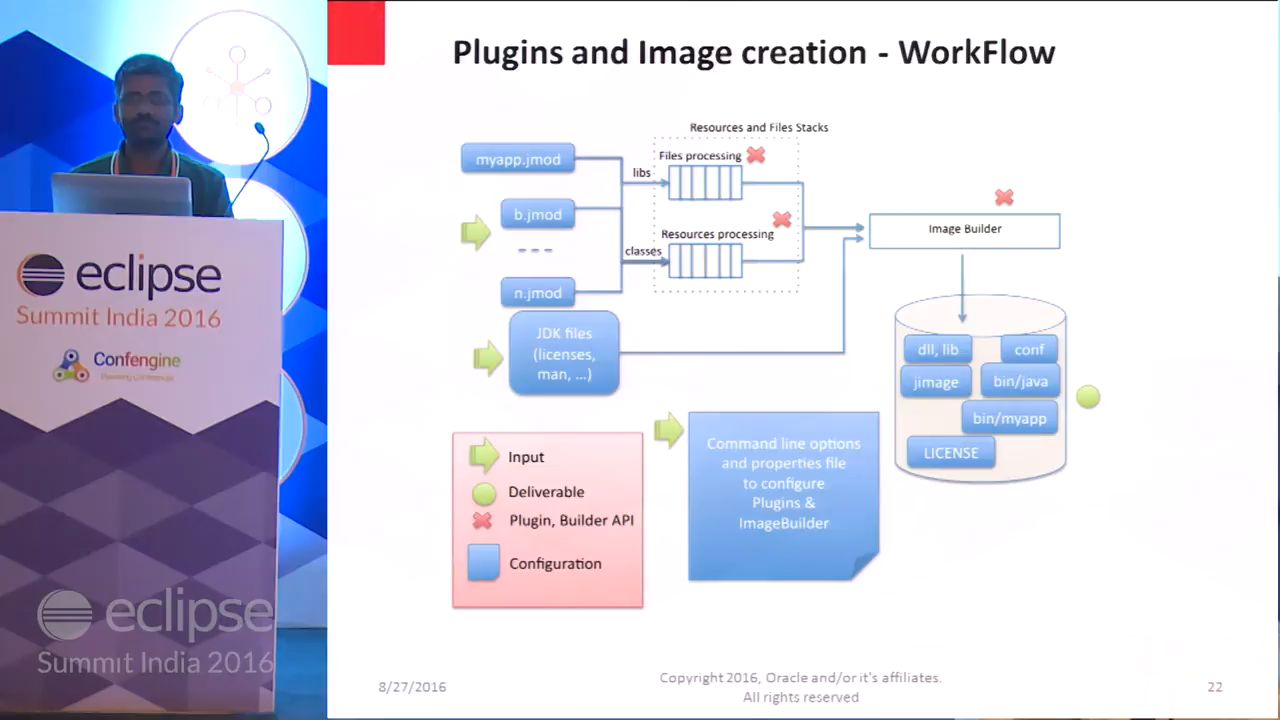 Plugins and Image creation - WorkFlow
Resources and Files Stacks
myapp.jmod
Files processing
libs
b.jmod
Resources processing
classes
n.jmod
Image Builder
JDK files
(licenses,
man, ...)
dll, lib
conf
jimage
bin/java
bin/myapp
LICENSE
Input
Deliverable
Plugin, Builder API
Configuration
Command line options
and properties file
to configure
Plugins &
ImageBuilder
8/27/2016
Copyright 2016, Oracle and/or it's affiliates.
All rights reserved
22
eclipse
Summit India 2016
Confengine
eclipse
Summit India 2016